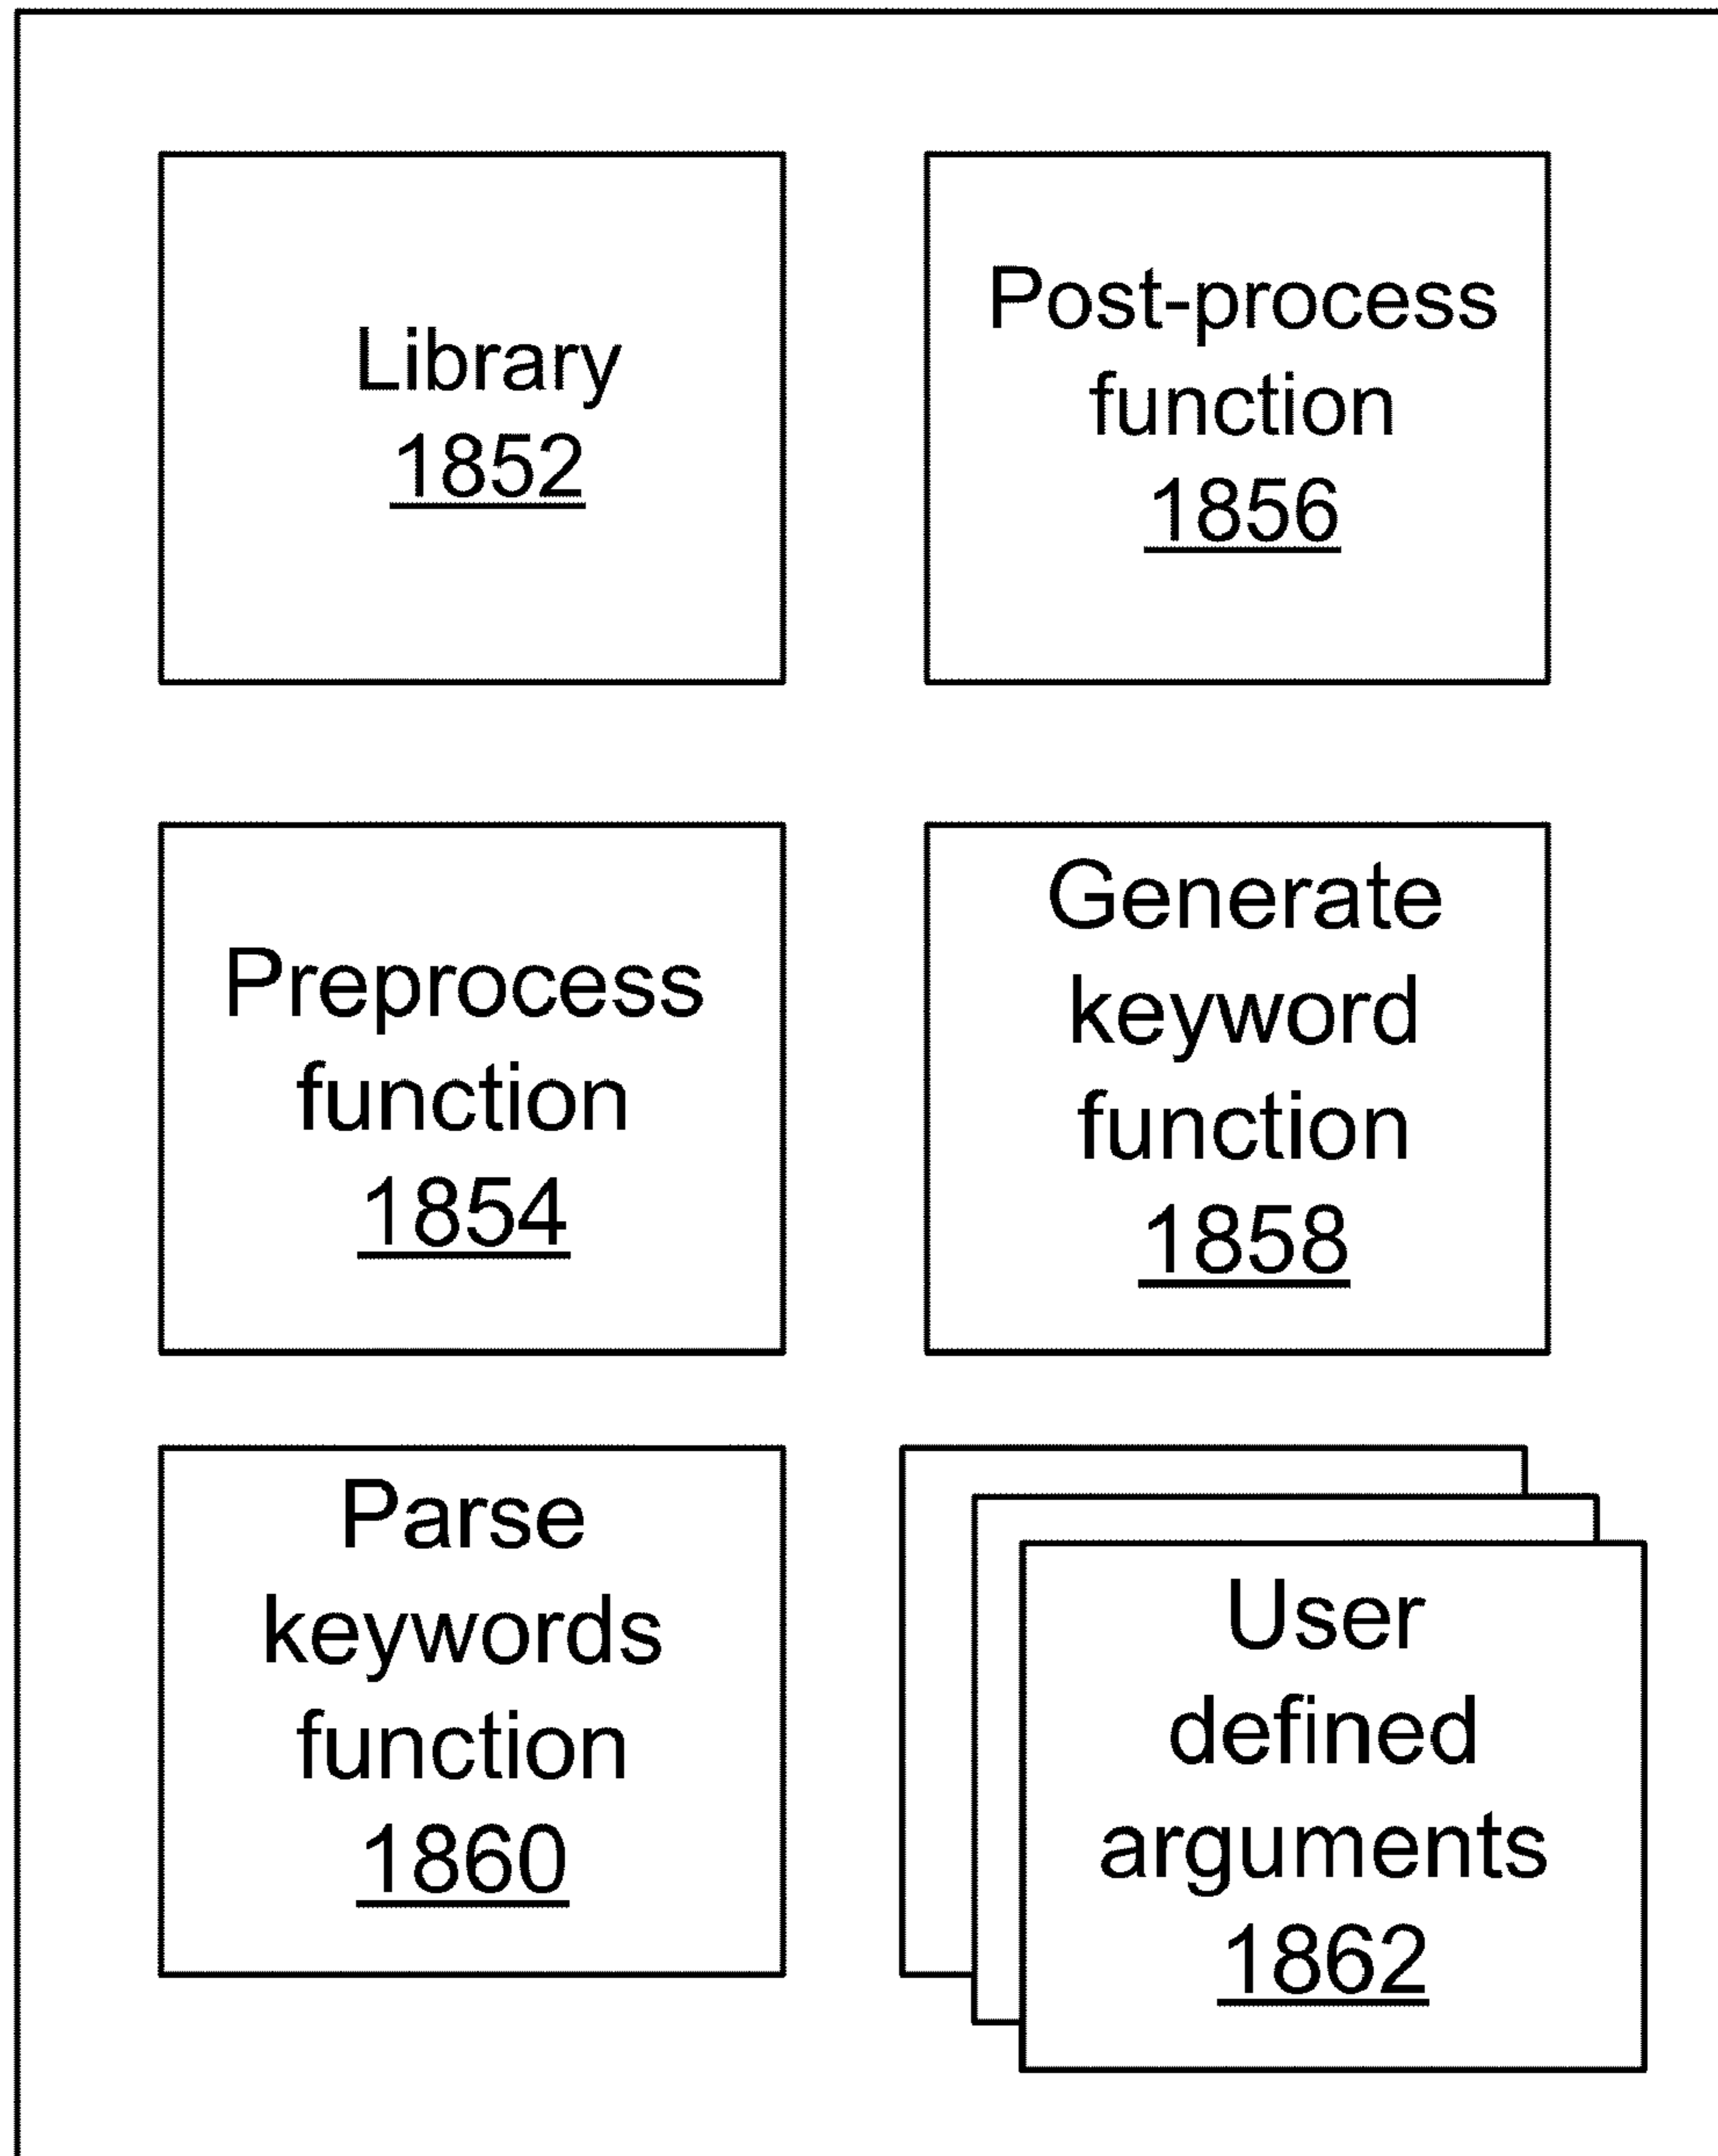 Library
1852
Post-process
function
1856
Preprocess
function
1854
Generate
keyword
function
1858
Parse
keywords
function
1860
User
defined
arguments
1862